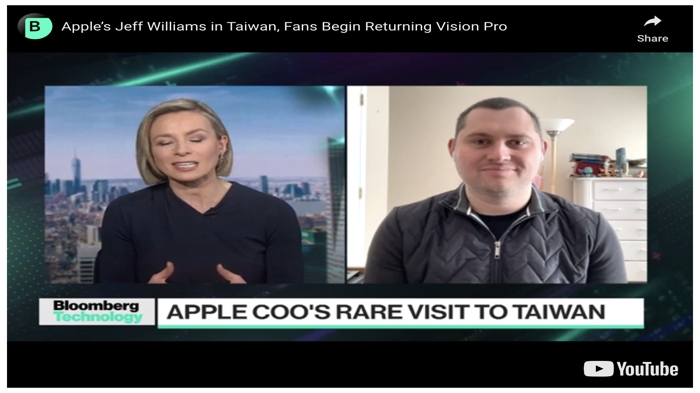 B
Apple’s Jeff Williams in Taiwan, Fans Begin Returning Vision Pro
Share
Bloomberg
Technology
APPLE COO'S RARE VISIT TO TAIWAN
YouTube